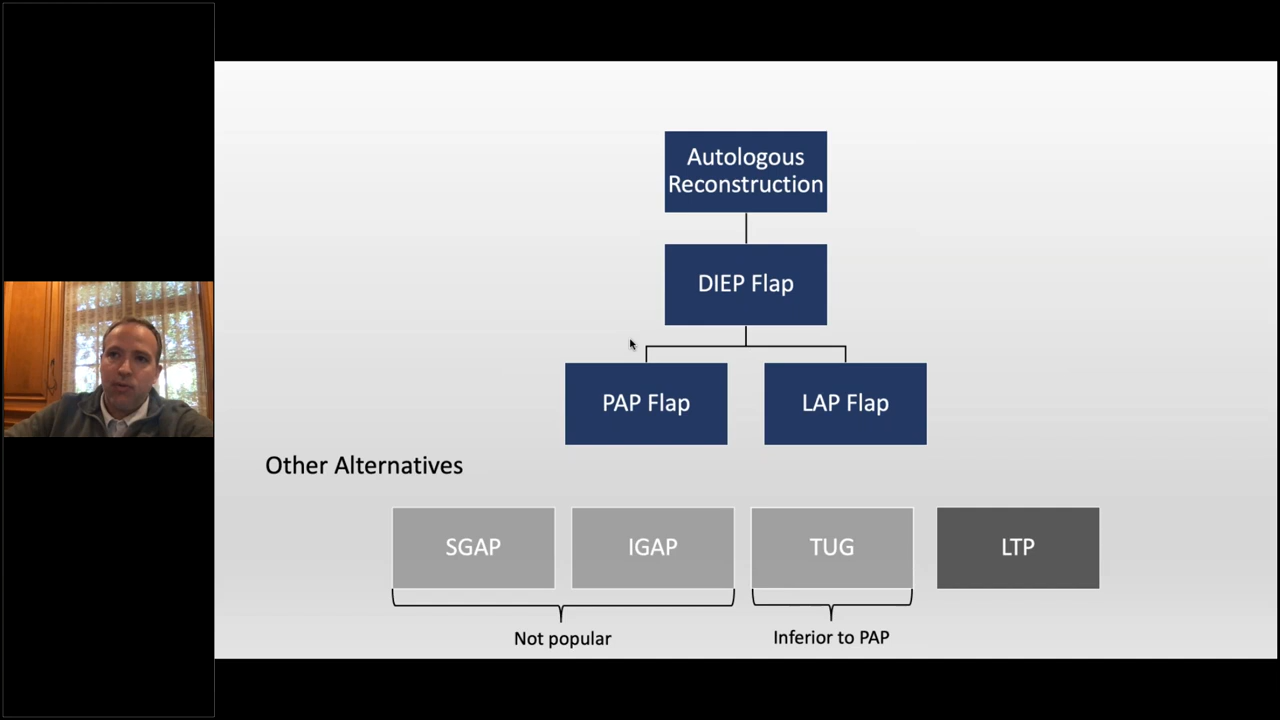 Autologous
Reconstruction
DIEP Flap
PAP Flap
LAP Flap
Other Alternatives
SGAP
IGAP
TUG
LTP
Not popular
Inferior to PAP